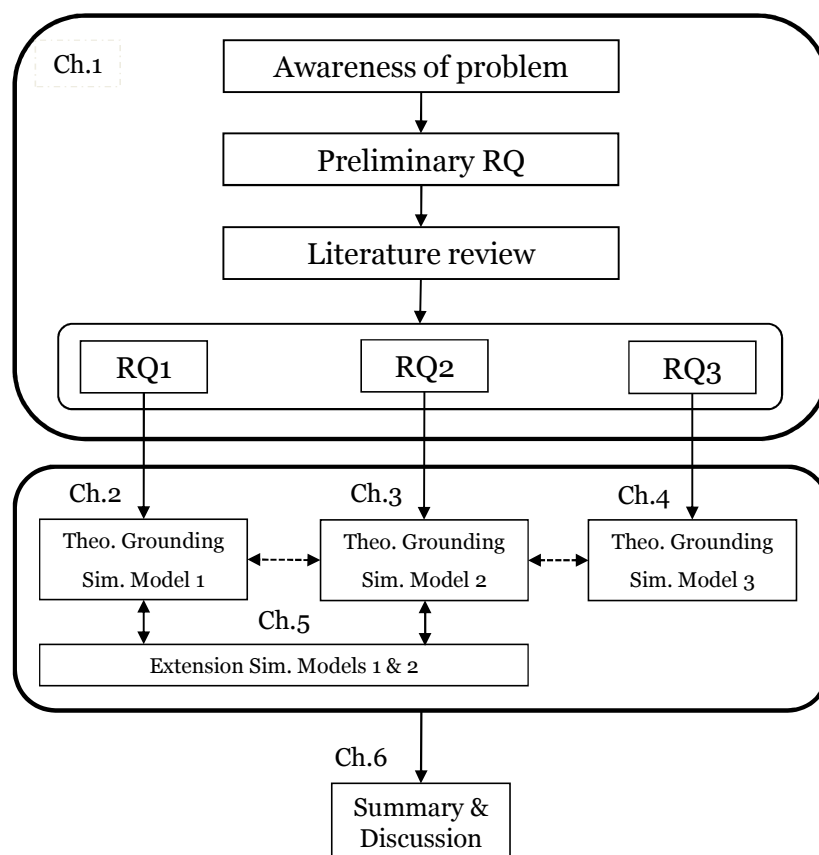 Ch.1
Awareness of problem
Preliminary RQ
Literature review
RQ1
RQ2
RQ3
Ch.2
Ch.3
Ch.4
Theo. Grounding
Sim. Model 1
Theo. Grounding
Sim. Model 2
Theo. Grounding
Sim. Model 3
Ch.5
Extension Sim. Models 1 & 2
Ch.6
Summary &
Discussion